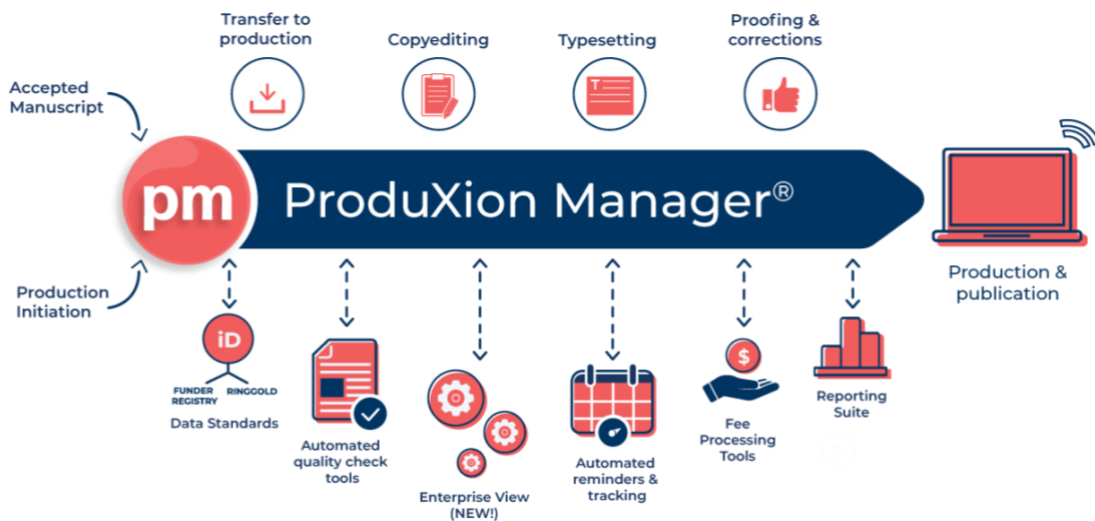 Transfer to
production
Copyediting
Typesetting
Proofing &
corrections
Accepted
Manuscript
pm
ProduXion Manager®
Production
Initiation
Production &
publication
iD
FUNDER
REGISTRY
RINGGOLD
Data Standards
Automated
quality check
tools
Enterprise View
(NEW!)
Automated
reminders &
tracking
$
Fee
Processing
Tools
Reporting
Suite
T